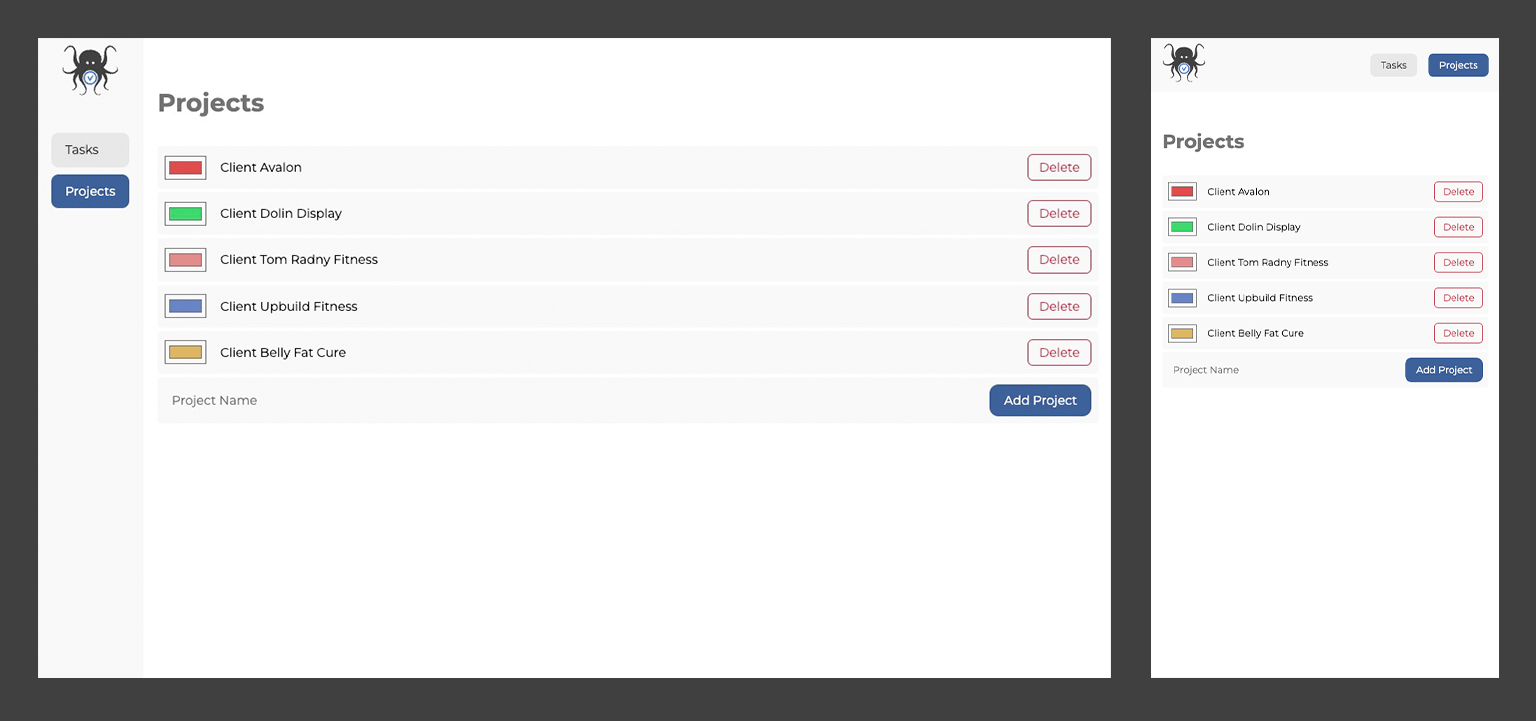 Tasks
Projects
Projects
Client Avalon Delete
Client Dolin Display Delete
Client Tom Radny Fitness Delete
Client Upbuild Fitness Delete
Client Belly Fat Cure Delete
Project Name Add Project
Tasks Projects
Projects
Client Avalon Delete
Client Dolin Display Delete
Client Tom Radny Fitness Delete
Client Upbuild Fitness Delete
Client Belly Fat Cure Delete
Project Name Add Project